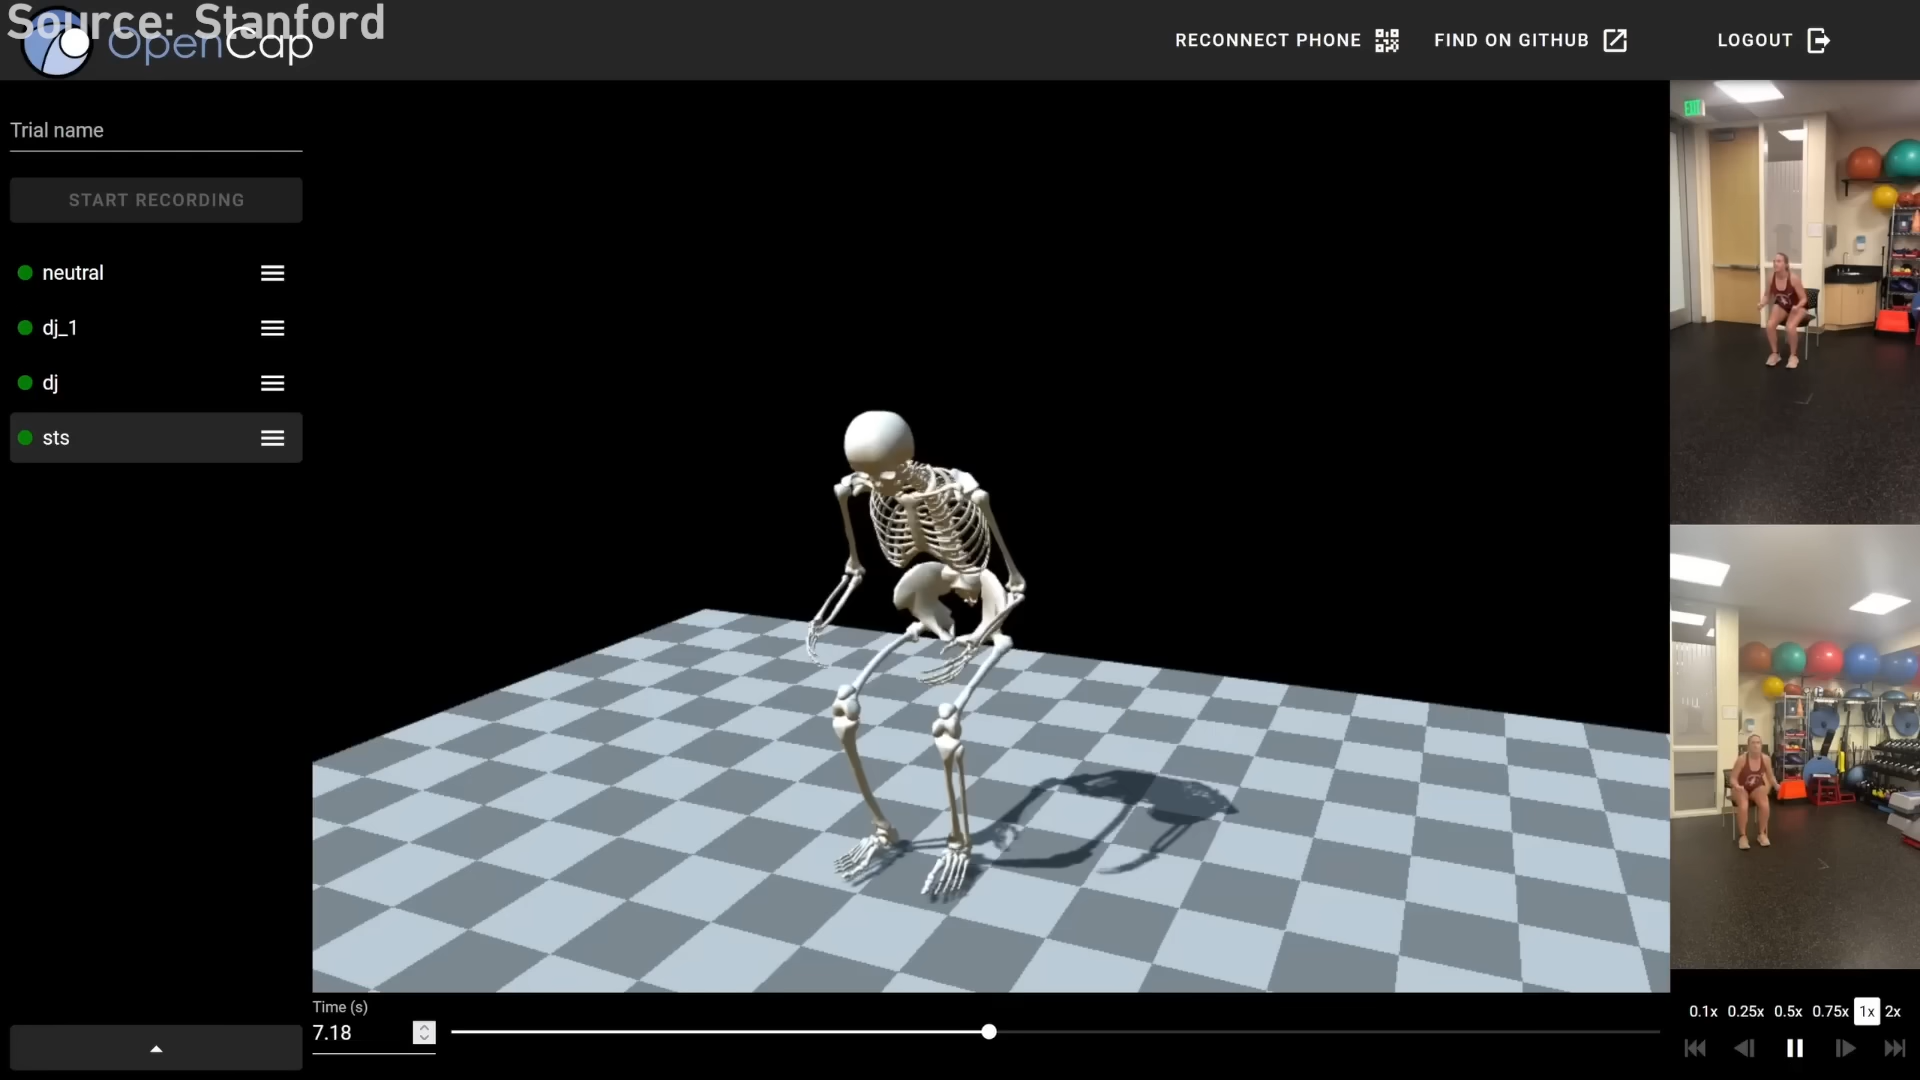 Source: Stanford
OpenCap
RECONNECT PHONE
FIND ON GITHUB
LOGOUT
Trial name
START RECORDING
neutral
dj_1
dj
sts
EXIT
Time (s)
7.18
0.1x 0.25x 0.5x 0.75x 1x 2x